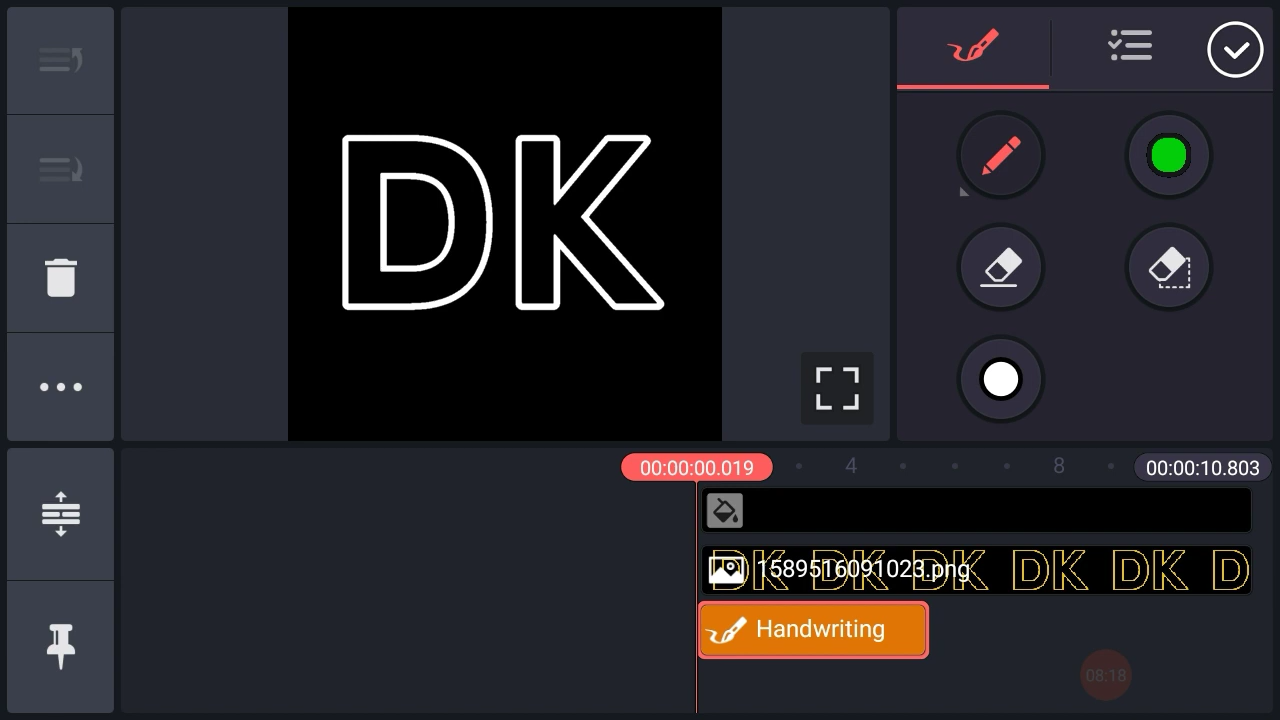 DK
00:00:00.019
4
8
00:00:10.803
DK DK DK DK DK D
1589516091023.png
Handwriting
08:18